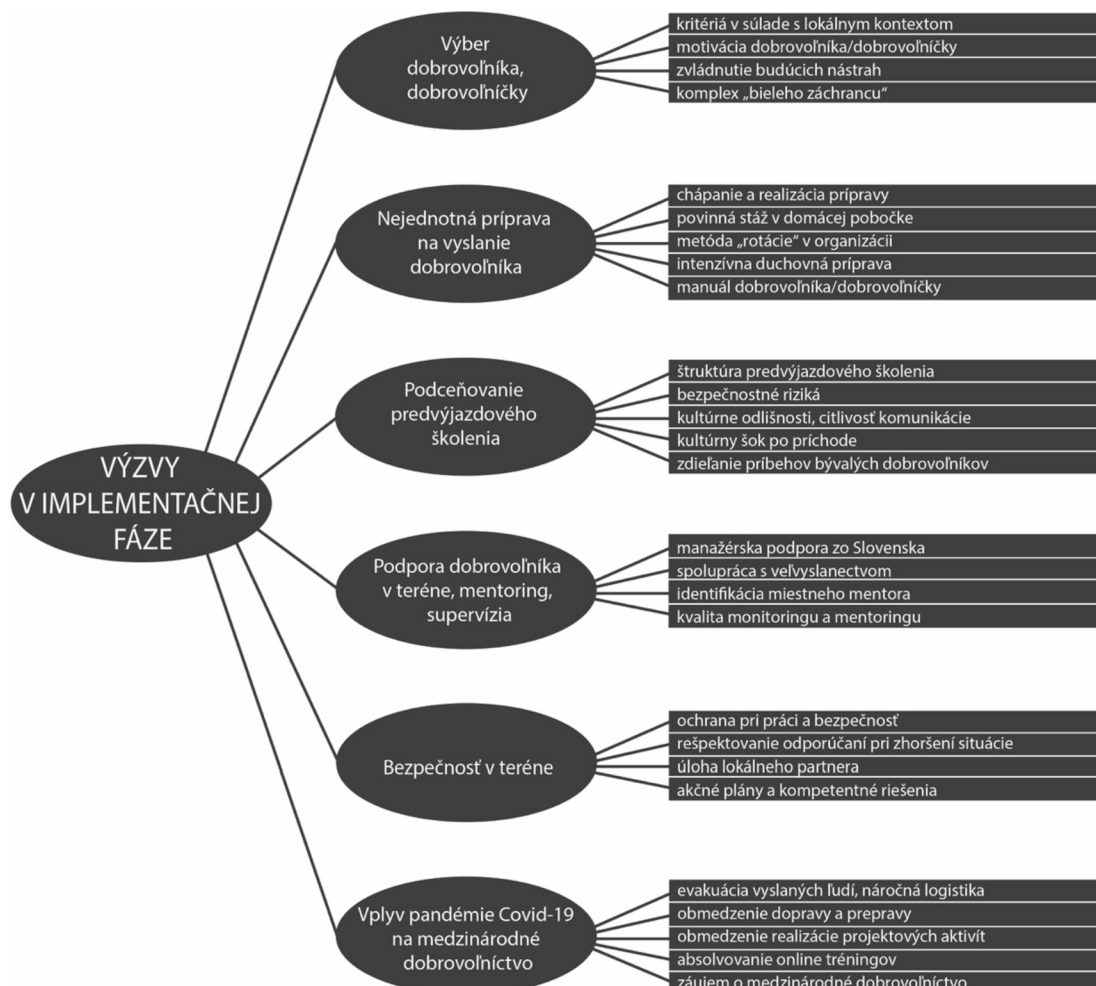 VÝZVY
V IMPLEMENTAČNEJ
FÁZE
Výber
dobrovoľníka,
dobrovoľníčky
kritériá v súlade s lokálnym kontextom
motivácia dobrovoľníka/dobrovoľníčky
zvládnutie budúcich nástrah
komplex „bieleho záchrancu“
Nejednotná príprava
na vyslanie
dobrovoľníka
chápanie a realizácia prípravy
povinná stáž v domácej pobočke
metóda „rotácie“ v organizácii
intenzívna duchovná príprava
manuál dobrovoľníka/dobrovoľníčky
Podceňovanie
predvýjazdového
školenia
štruktúra predvýjazdového školenia
bezpečnostné riziká
kultúrne odlišnosti, citlivosť komunikácie
kultúrny šok po príchode
zdieľanie príbehov bývalých dobrovoľníkov
Podpora dobrovoľníka
v teréne, mentoring,
supervízia
manažérska podpora zo Slovenska
spolupráca s veľvyslanectvom
identifikácia miestneho mentora
kvalita monitoringu a mentoringu
Bezpečnosť v teréne
ochrana pri práci a bezpečnosť
rešpektovanie odporúčaní pri zhoršení situácie
úloha lokálneho partnera
akčné plány a kompetentné riešenia
Vplyv pandémie Covid-19
na medzinárodné
dobrovoľníctvo
evakuácia vyslaných ľudí, náročná logistika
obmedzenie dopravy a prepravy
obmedzenie realizácie projektových aktivít
absolvovanie online tréningov
záujem o medzinárodné dobrovoľníctvo